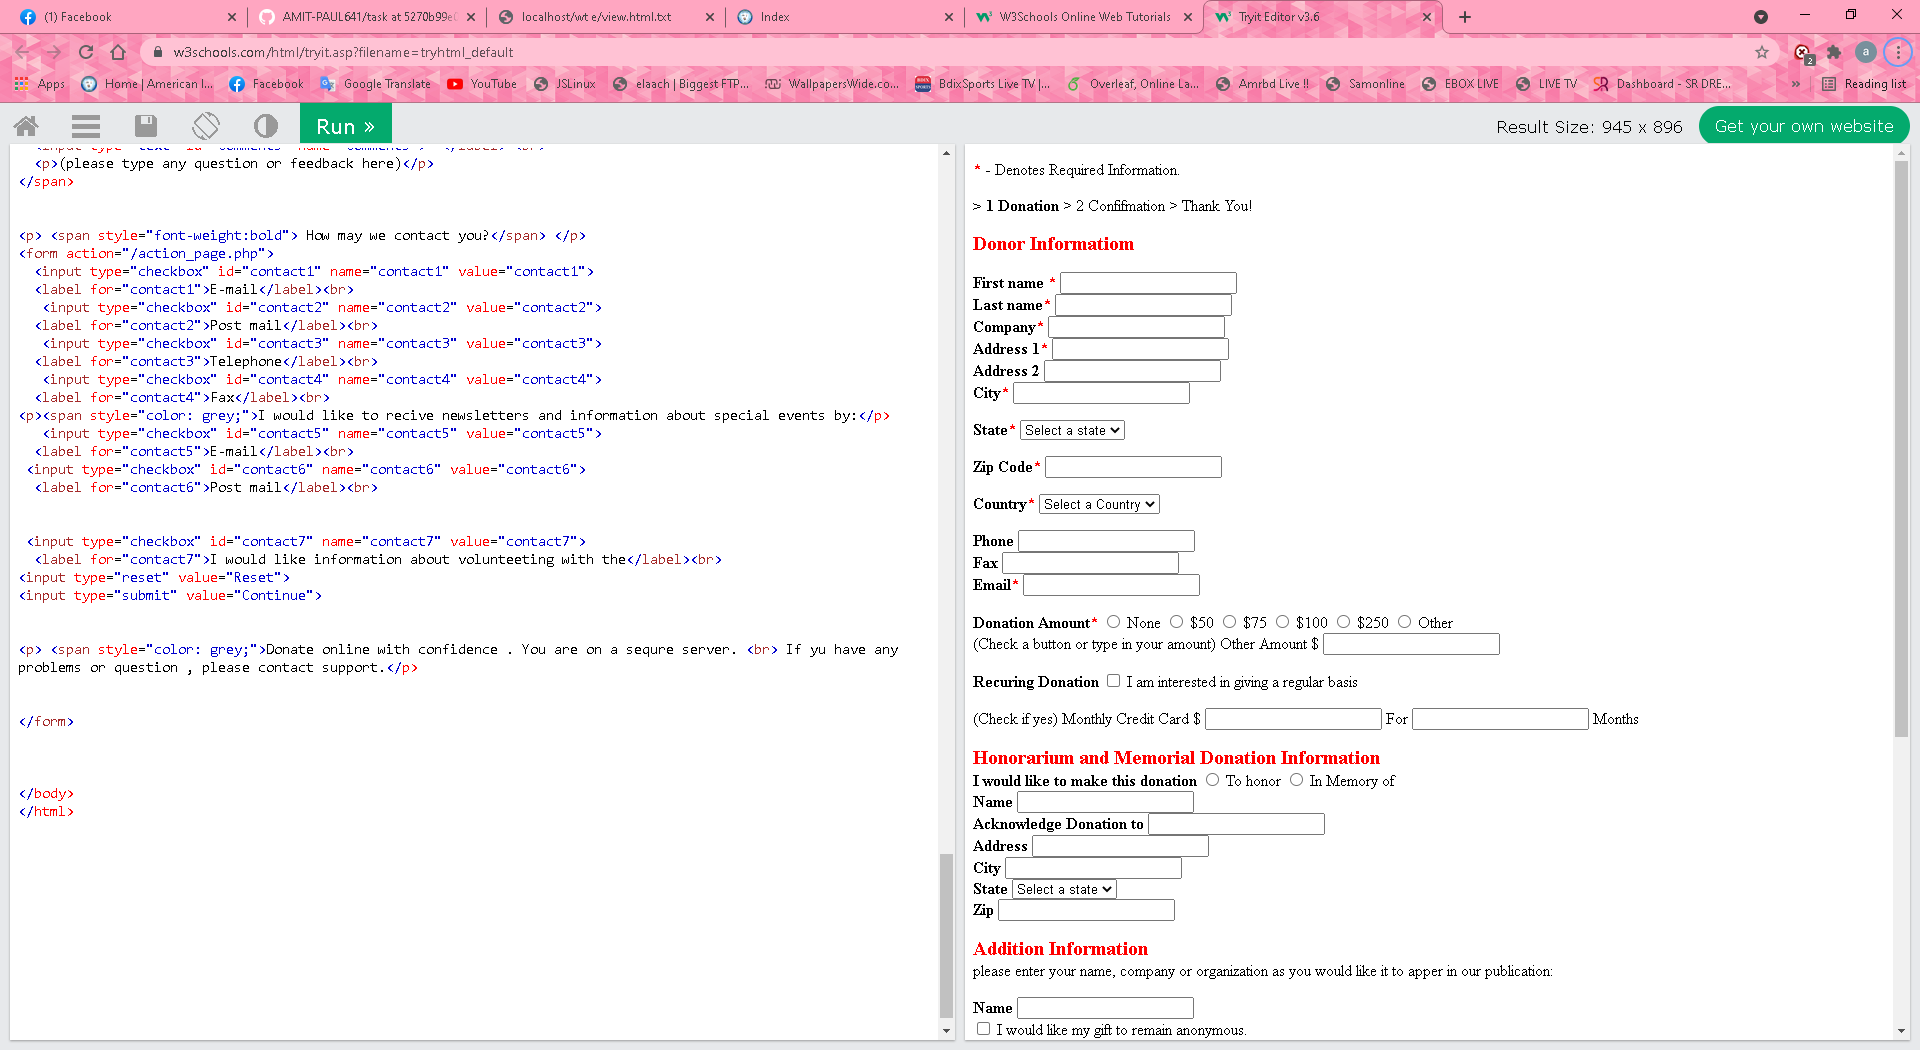 (1) Facebook
AMIT-PAUL641/task at 5270b99e
localhost/wt e/view.html.txt
Index
W3Schools Online Web Tutorials
Tryit Editor v3.6
w3schools.com/html/tryit.asp?filename=tryhtml_default
a
2
Apps
Home | American I...
Facebook
Google Translate
YouTube
JSLinux
elaach | Biggest FTP...
WallpapersWide.co...
BdixSports Live TV |...
Overleaf, Online La...
Amrbd Live !!
Samonline
EBOX LIVE
LIVE TV
Dashboard - SR DRE...
»
Reading list
Run »
Result Size: 945 x 896
Get your own website
<p>(please type any question or feedback here)</p>
</span>
<p> <span style="font-weight:bold"> How may we contact you?</span> </p>
<form action="/action_page.php">
<input type="checkbox" id="contact1" name="contact1" value="contact1">
<label for="contact1">E-mail</label><br>
<input type="checkbox" id="contact2" name="contact2" value="contact2">
<label for="contact2">Post mail</label><br>
<input type="checkbox" id="contact3" name="contact3" value="contact3">
<label for="contact3">Telephone</label><br>
<input type="checkbox" id="contact4" name="contact4" value="contact4">
<label for="contact4">Fax</label><br>
<p><span style="color: grey;">I would like to recive newsletters and information about special events by:</p>
<input type="checkbox" id="contact5" name="contact5" value="contact5">
<label for="contact5">E-mail</label><br>
<input type="checkbox" id="contact6" name="contact6" value="contact6">
<label for="contact6">Post mail</label><br>
<input type="checkbox" id="contact7" name="contact7" value="contact7">
<label for="contact7">I would like information about volunteeting with the</label><br>
<input type="reset" value="Reset">
<input type="submit" value="Continue">
<p> <span style="color: grey;">Donate online with confidence . You are on a sequre server. <br> If yu have any
problems or question , please contact support.</p>
</form>
</body>
</html>
* - Denotes Required Information.
> 1 Donation > 2 Confifmation > Thank You!
Donor Informatiom
First name *
Last name*
Company*
Address 1*
Address 2
City*
State* Select a state
Zip Code*
Country* Select a Country
Phone
Fax
Email*
Donation Amount* None $50 $75 $100 $250 Other
(Check a button or type in your amount) Other Amount $
Recuring Donation I am interested in giving a regular basis
(Check if yes) Monthly Credit Card $ For Months
Honorarium and Memorial Donation Information
I would like to make this donation To honor In Memory of
Name
Acknowledge Donation to
Address
City
State Select a state
Zip
Addition Information
please enter your name, company or organization as you would like it to apper in our publication:
Name
I would like my gift to remain anonymous.